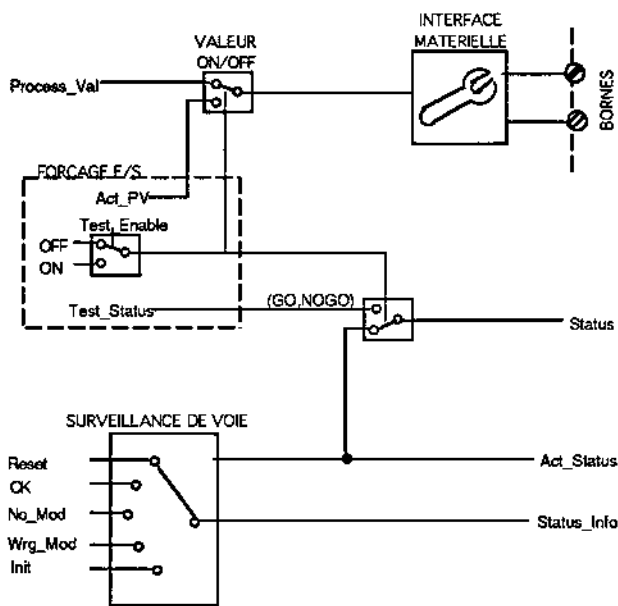 INTERFACE
MATERIELLE
VALEUR
ON/OFF
Process_Val
BORNES
FORCAGE E/S
Act_PV
Test_Enable
OFF
ON
Test_Status
(GO,NOGO)
Status
SURVEILLANCE DE VOIE
Reset
OK
No_Mod
Wrg_Mod
Init
Act_Status
Status_Info